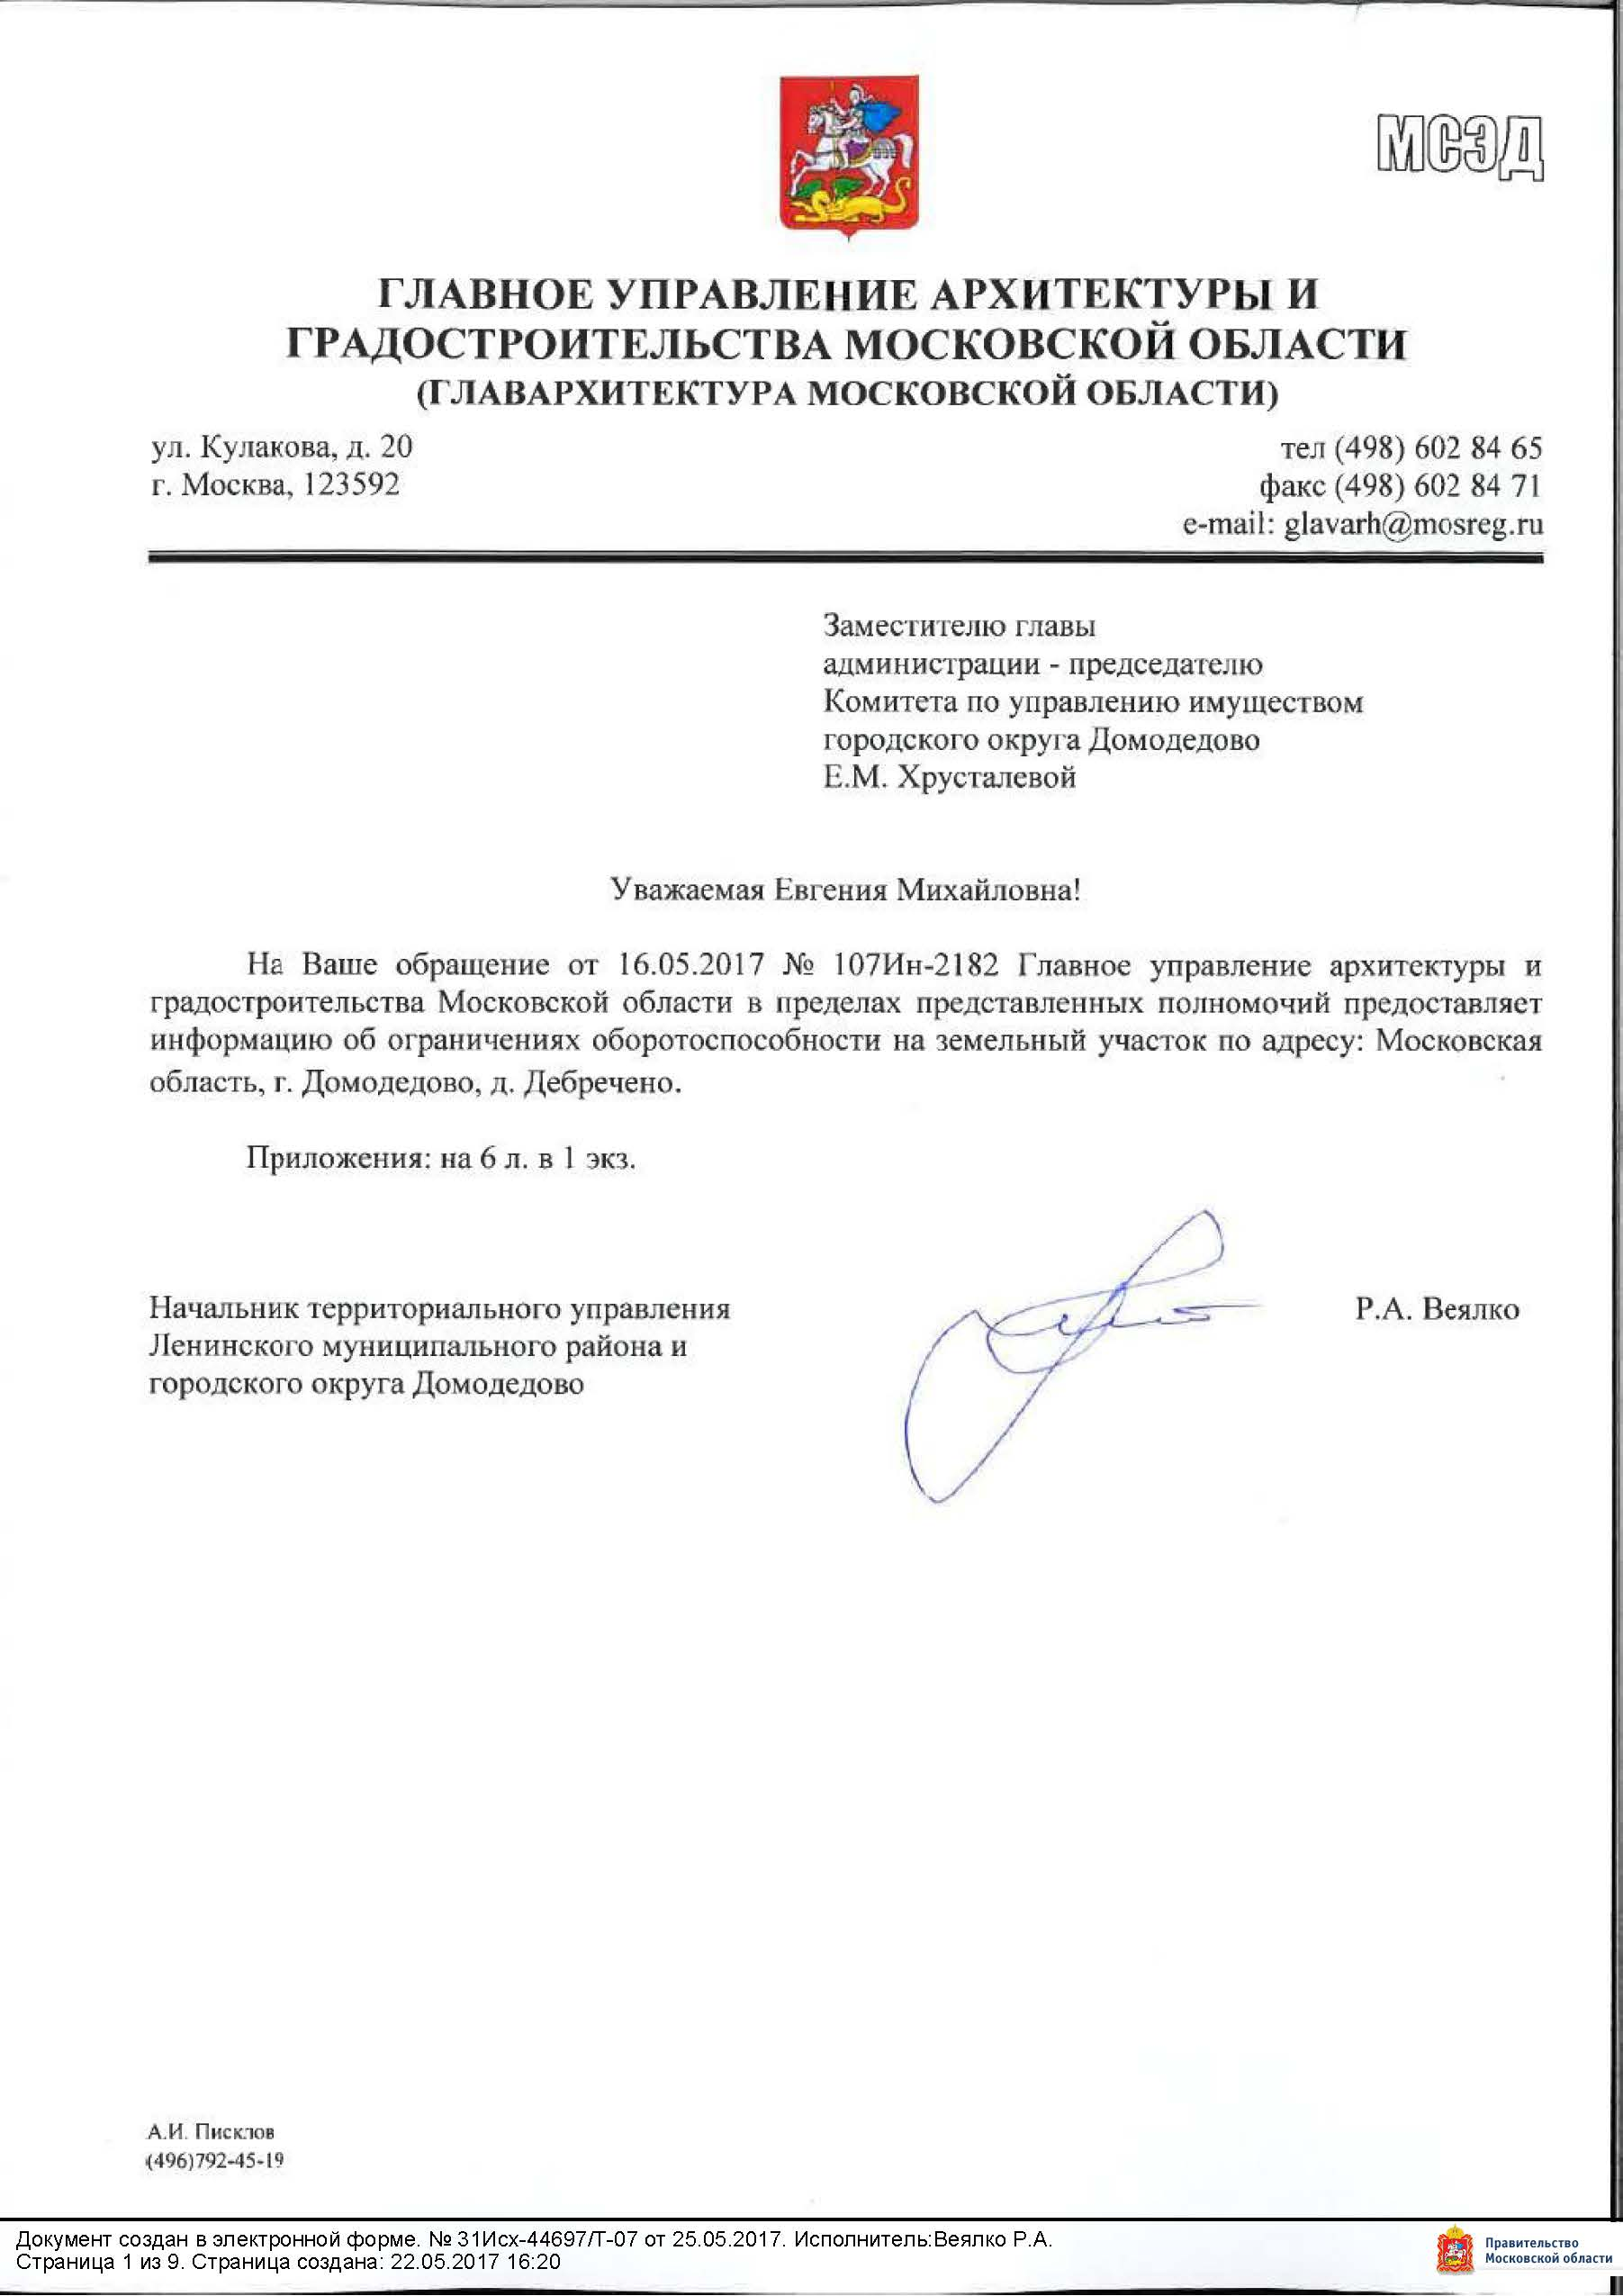 МСЭД
ГЛАВНОЕ УПРАВЛЕНИЕ АРХИТЕКТУРЫ И
ГРАДОСТРОИТЕЛЬСТВА МОСКОВСКОЙ ОБЛАСТИ
(ГЛАВАРХИТЕКТУРА МОСКОВСКОЙ ОБЛАСТИ)
ул. Кулакова, д. 20
г. Москва, 123592
тел (498) 602 84 65
факс (498) 602 84 71
e-mail: glavarh@mosreg.ru
Заместителю главы
администрации - председателю
Комитета по управлению имуществом
городского округа Домодедово
Е.М. Хрусталевой
Уважаемая Евгения Михайловна!
На Ваше обращение от 16.05.2017 № 107Ин-2182 Главное управление архитектуры и
градостроительства Московской области в пределах представленных полномочий предоставляет
информацию об ограничениях оборотоспособности на земельный участок по адресу: Московская
область, г. Домодедово, д. Дебречено.
Приложения: на 6 л. в 1 экз.
Начальник территориального управления
Ленинского муниципального района и
городского округа Домодедово
Р.А. Веялко
А.И. Писклов
(496)792-45-19
Документ создан в электронной форме. № 31Исх-44697/Т-07 от 25.05.2017. Исполнитель:Веялко Р.А.
Страница 1 из 9. Страница создана: 22.05.2017 16:20
Правительство
Московской области